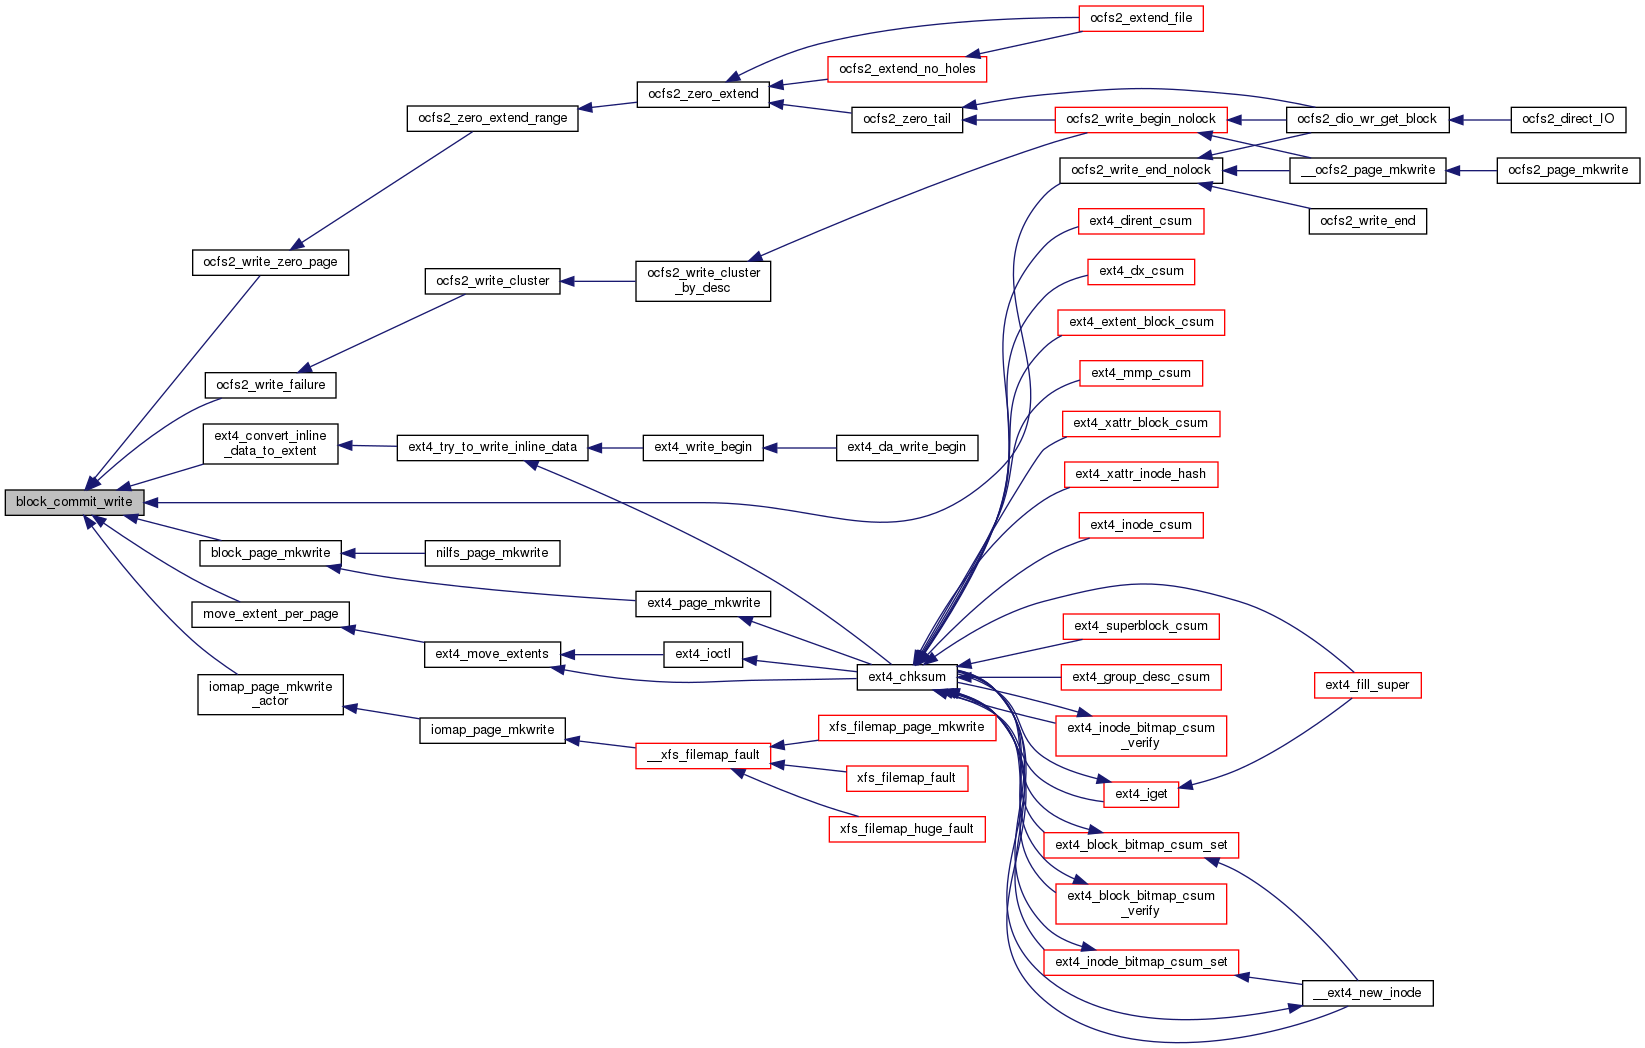 ocfs2_extend_file
ocfs2_extend_no_holes
ocfs2_zero_extend
ocfs2_zero_extend_range
ocfs2_zero_tail
ocfs2_write_begin_nolock
ocfs2_dio_wr_get_block
ocfs2_direct_IO
ocfs2_write_end_nolock
__ocfs2_page_mkwrite
ocfs2_page_mkwrite
ext4_dirent_csum
ocfs2_write_end
ocfs2_write_zero_page
ocfs2_write_cluster
ocfs2_write_cluster
_by_desc
ext4_dx_csum
ext4_extent_block_csum
ext4_mmp_csum
ocfs2_write_failure
ext4_xattr_block_csum
ext4_convert_inline
_data_to_extent
ext4_try_to_write_inline_data
ext4_write_begin
ext4_da_write_begin
ext4_xattr_inode_hash
block_commit_write
ext4_inode_csum
block_page_mkwrite
nilfs_page_mkwrite
ext4_page_mkwrite
move_extent_per_page
ext4_superblock_csum
ext4_move_extents
ext4_ioctl
ext4_chksum
ext4_group_desc_csum
ext4_fill_super
iomap_page_mkwrite
_actor
iomap_page_mkwrite
xfs_filemap_page_mkwrite
ext4_inode_bitmap_csum
_verify
__xfs_filemap_fault
xfs_filemap_fault
ext4_iget
xfs_filemap_huge_fault
ext4_block_bitmap_csum_set
ext4_block_bitmap_csum
_verify
ext4_inode_bitmap_csum_set
__ext4_new_inode